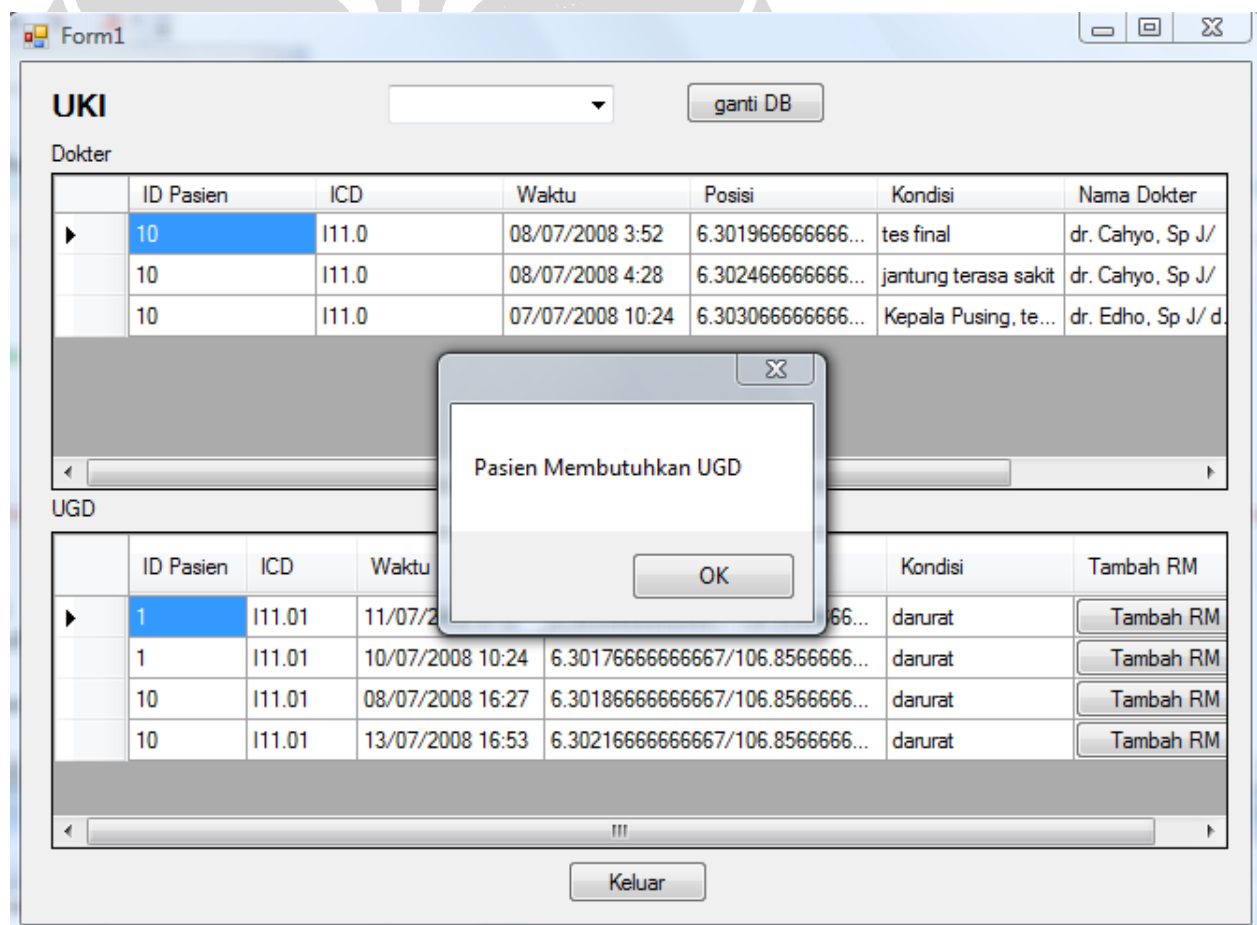 Form1
UKI ganti DB
Dokter
ID Pasien ICD Waktu Posisi Kondisi Nama Dokter
10 I11.0 08/07/2008 3:52 6.301966666666... tes final dr. Cahyo, Sp J/
10 I11.0 08/07/2008 4:28 6.302466666666... jantung terasa sakit dr. Cahyo, Sp J/
10 I11.0 07/07/2008 10:24 6.303066666666... Kepala Pusing, te... dr. Edho, Sp J/ d.
Pasien Membutuhkan UGD
OK
UGD
ID Pasien ICD Waktu Kondisi Tambah RM
1 I11.01 11/07/2 66... darurat Tambah RM
1 I11.01 10/07/2008 10:24 6.30176666666667/106.8566666... darurat Tambah RM
10 I11.01 08/07/2008 16:27 6.30186666666667/106.8566666... darurat Tambah RM
10 I11.01 13/07/2008 16:53 6.30216666666667/106.8566666... darurat Tambah RM
Keluar